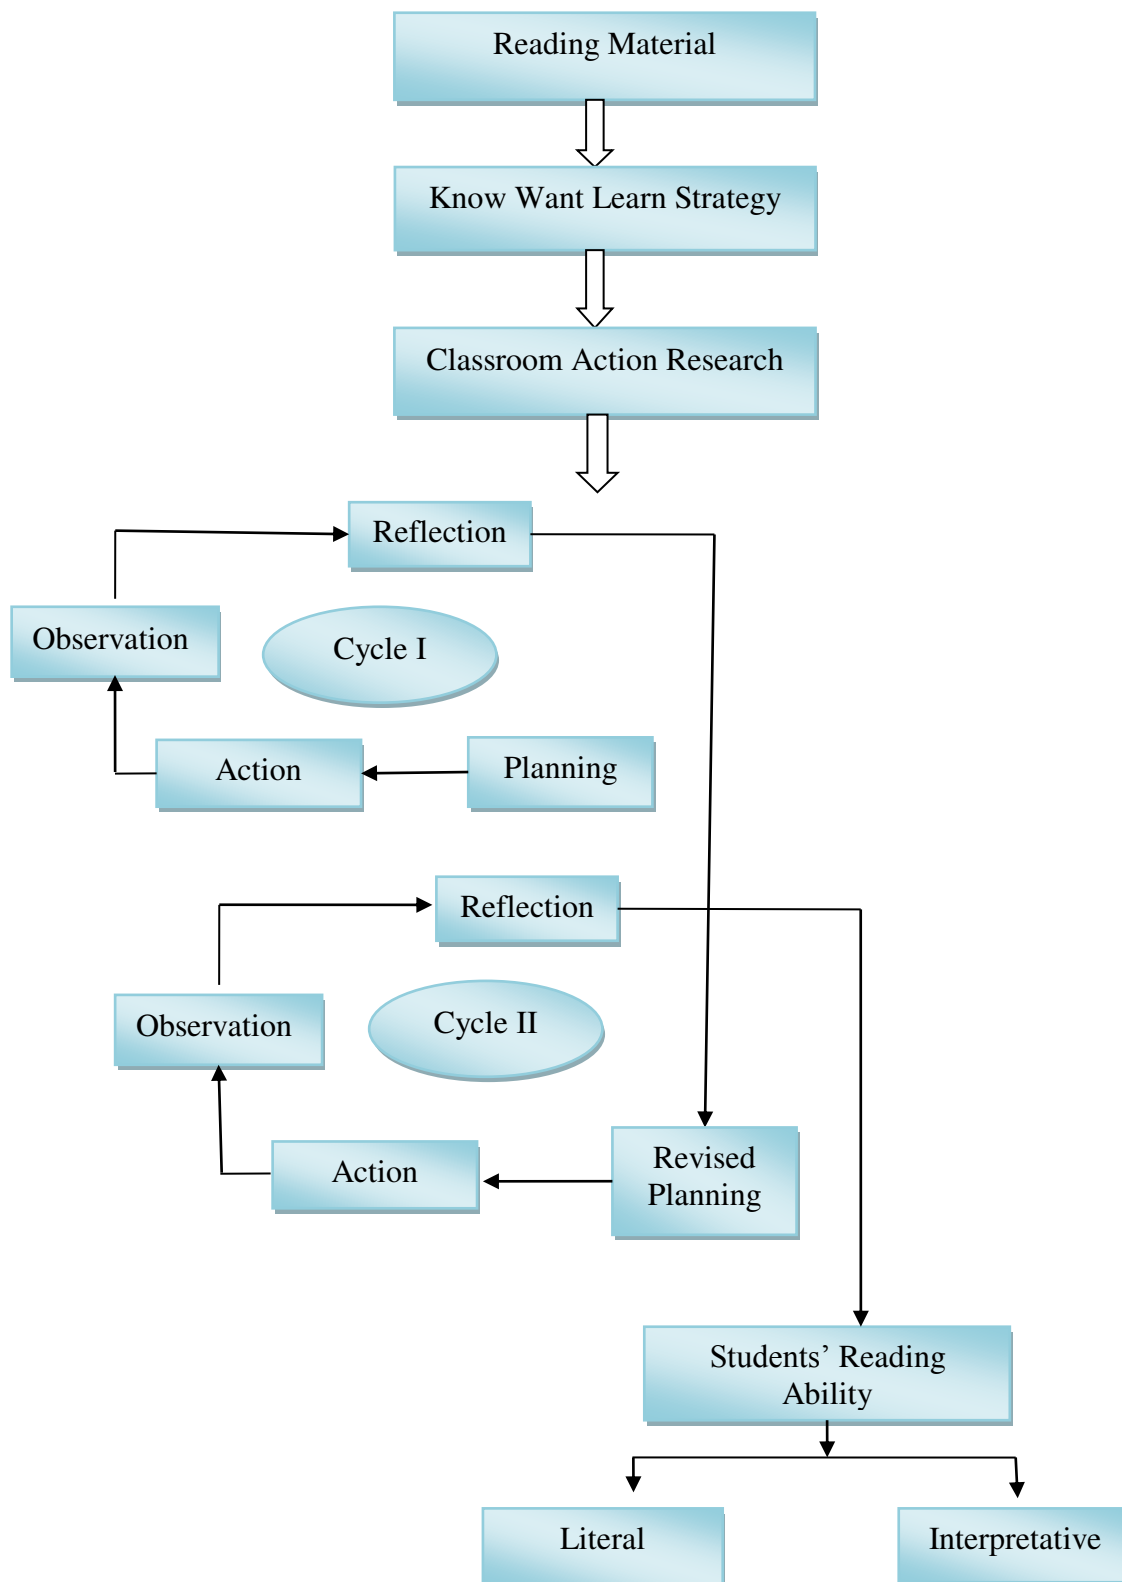 Reading Material
Know Want Learn Strategy
Classroom Action Research
Reflection
Observation
Cycle I
Action
Planning
Reflection
Observation
Cycle II
Action
Revised
Planning
Students’ Reading
Ability
Literal
Interpretative